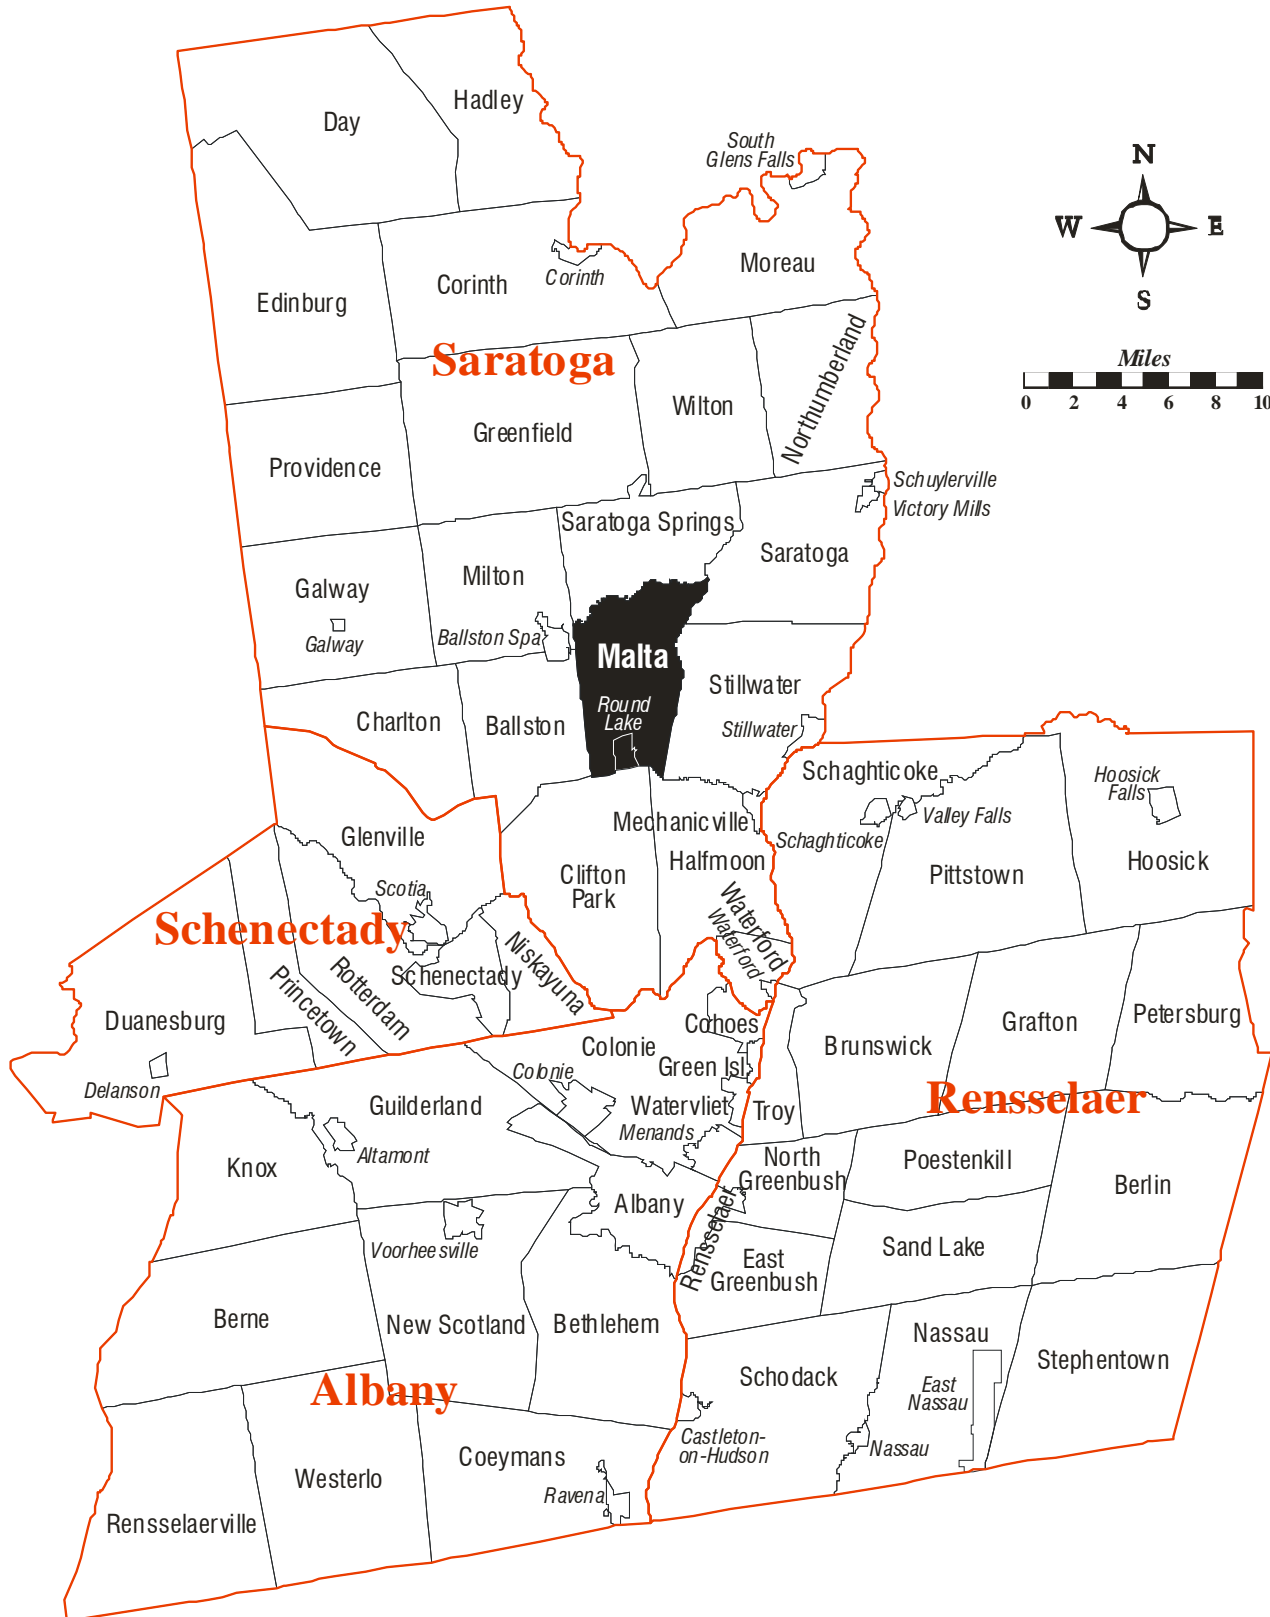 Hadley
Day
South
Glens Falls
N
W
E
S
Moreau
Corinth
Corinth
Edinburg
Northumberland
Saratoga
Miles
0 2 4 6 8 10
Wilton
Greenfield
Providence
Schuylerville
Victory Mills
Saratoga Springs
Saratoga
Milton
Galway
Galway
Ballston Spa
Malta
Stillwater
Round
Lake
Stillwater
Charlton
Ballston
Schaghticoke
Hoosick
Falls
Mechanicville
Valley Falls
Schaghticoke
Glenville
Halfmoon
Hoosick
Clifton
Park
Pittstown
Scotia
Waterford
Waterford
Schenectady
Niskayuna
Schenectady
Rotterdam
Princetown
Duanesburg
Cohoes
Grafton
Petersburg
Colonie
Brunswick
Green Isl
Colonie
Delanson
Rensselaer
Guilderland
Watervliet
Troy
Menands
Altamont
Knox
North
Greenbush
Poestenkill
Berlin
Albany
Rensselaer
Voorheesville
Sand Lake
East
Greenbush
Berne
New Scotland
Bethlehem
Nassau
Stephentown
Schodack
Albany
East
Nassau
Castleton-
on-Hudson
Nassau
Coeymans
Westerlo
Ravena
Rensselaerville